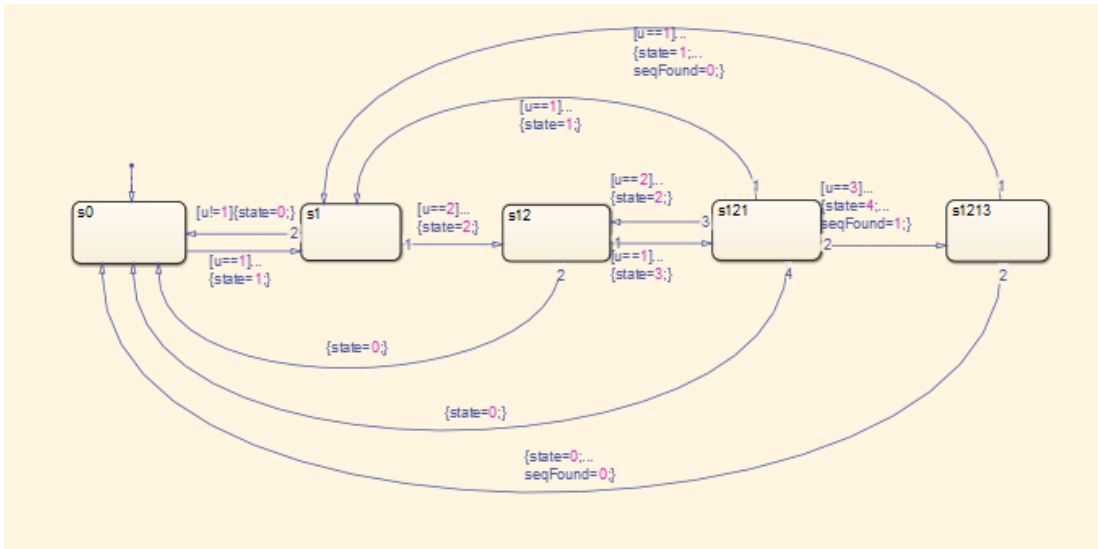 [u==1]...
{state=1;...
seqFound=0;}
[u==1]...
{state=1;}
s0
[u!=1]{state=0;}
2
[u==1]...
{state=1;}
s1
1
[u==2]...
{state=2;}
s12
[u==2]...
{state=2;}
3
1
[u==1]...
{state=3;}
2
1
s121
2
4
[u==3]...
{state=4;...
seqFound=1;}
1
s1213
2
{state=0;}
{state=0;}
{state=0;...
seqFound=0;}